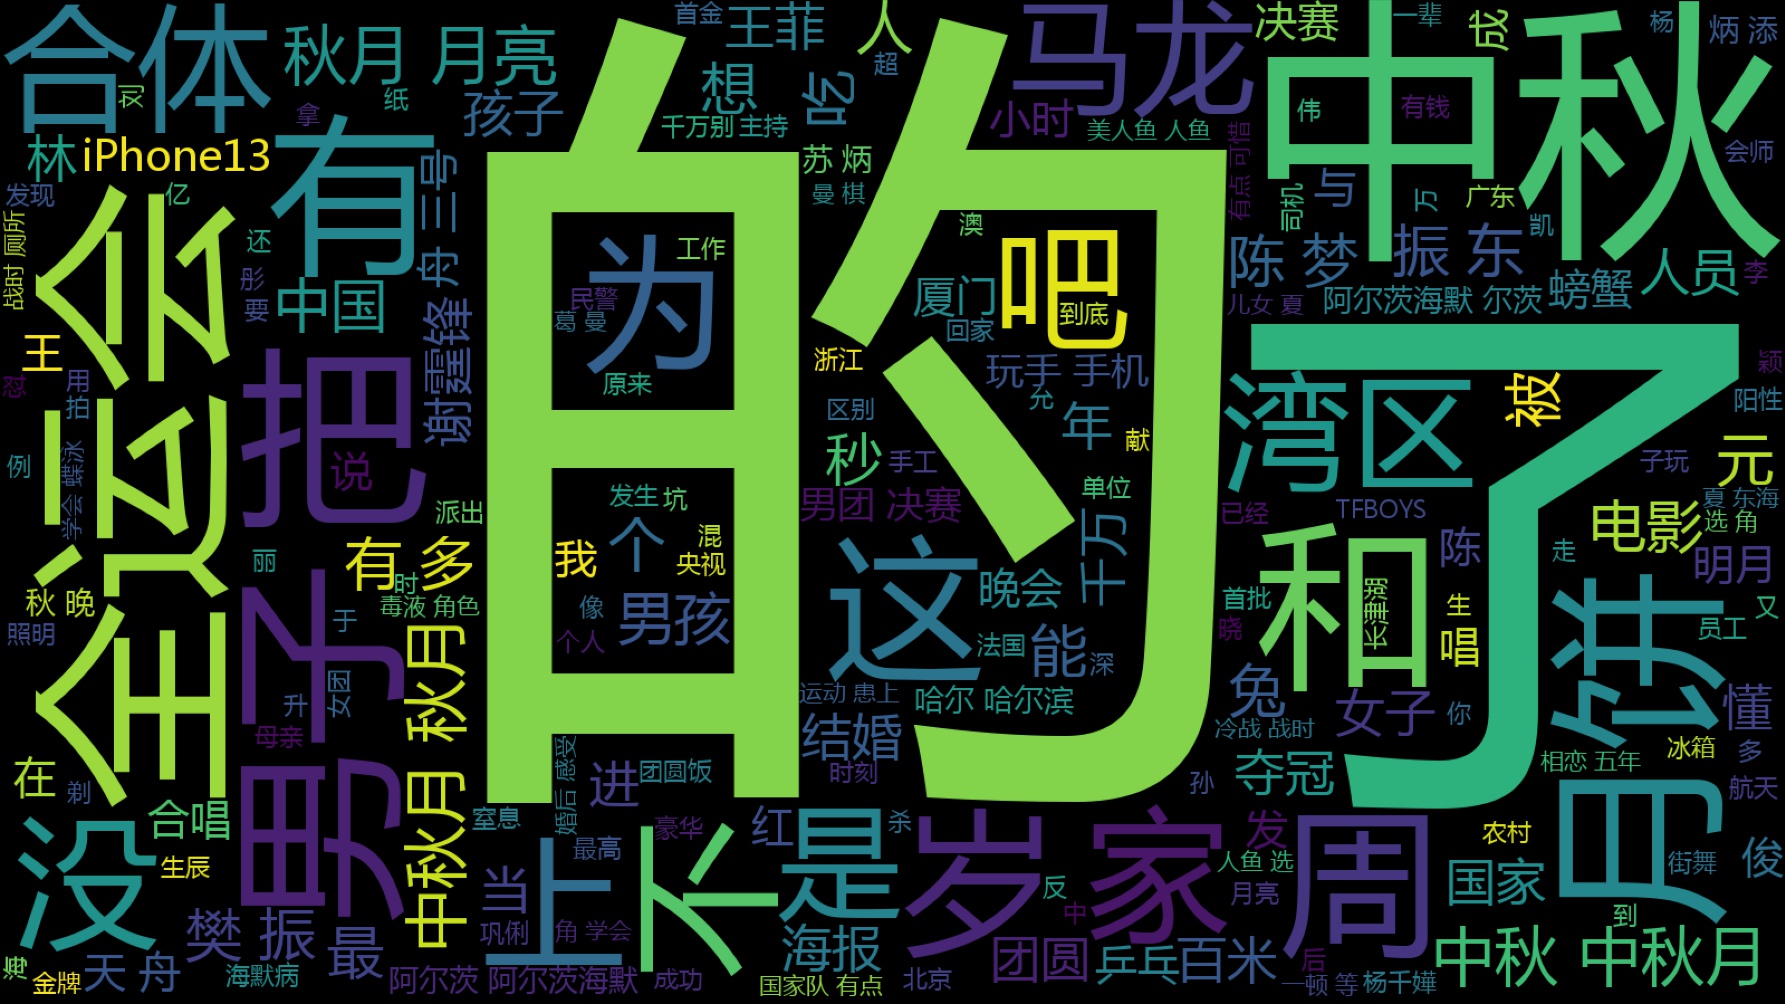 合体
刘
秋月 月亮
拿
纸
首金
王菲
人
超
马龙
决赛
一辈
成
杨
炳 添
想
吃
孩子
千万别 主持
小时
美人鱼 人鱼
伟
有钱
中秋
会师
林
iPhone13
有
苏 炳
曼 棋
有点 可惜
司机
与
万
广东
凯
发现
亿
战时 厕所
还
彤
要
中国
舟 三号
谢霆锋
的
为
工作
民警
葛 曼
原来
澳
吧
到底
厦门
回家
浙江
玩手 手机
允
年
献
区别
陈 梦
振 东
人员
李
儿女 夏
阿尔茨海默 尔茨
螃蟹
了
湾区
被
颖
阳性
王
怼
用
拍
例
学会 蝶泳
全运会
把
说
派出
秒
手工
男团 决赛
单位
已经
TFBOYS
元
子玩
夏 东海
选 角
电影
明月
陈
走
发生
坑
我
个
混
央视
像
个人
男孩
这
晚会
千万
法国
能
深
首批
晓
和
长津湖
生
唱
饼
又
员工
懂
有 多
时
丽
毒液 角色
于
秋 晚
照明
男子
升
女团
母亲
秋月
中秋月
运动 患上
哈尔 哈尔滨
结婚
时刻
兔
女子
你
冷战 战时
夺冠
孙
相恋 五年
冰箱
多
航天
在
剃
没
合唱
生辰
进
团圆饭
婚后 感受
窒息
最高
豪华
红
杀
是
岁
家
发
人鱼 选
月亮
周
农村
国家
月
街舞
俊
到
樊 振
最
当
上
巩俐
角 学会
不
反
中
海报
团圆
乒乓
百米
后
中秋 中秋月
海
金牌
天 舟
海默病
阿尔茨 阿尔茨海默
成功
国家队 有点
北京
一顿 等
杨千嬅